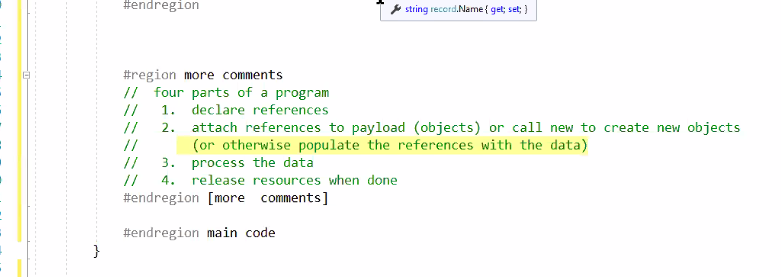 #endregion
string record.Name { get; set; }
#region more comments
//  four parts of a program
//   1.  declare references
//   2.  attach references to payload (objects) or call new to create new objects
//       (or otherwise populate the references with the data)
//   3.  process the data
//   4.  release resources when done
#endregion [more  comments]
#endregion main code
}